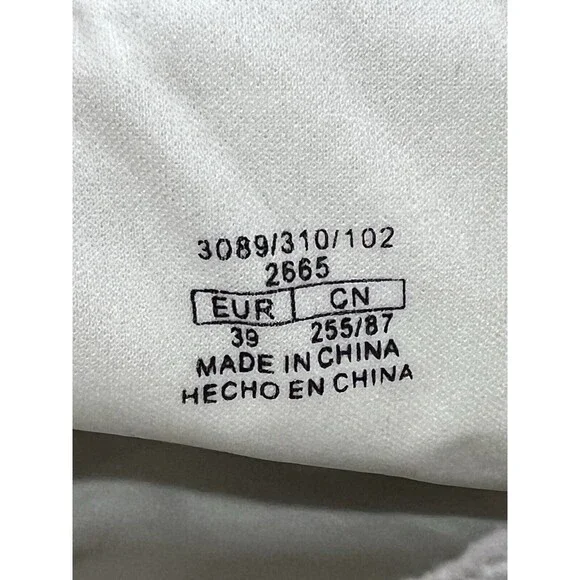 3089/310/102
2665
EUR CN
39 255/87
MADE IN CHINA
HECHO EN CHINA